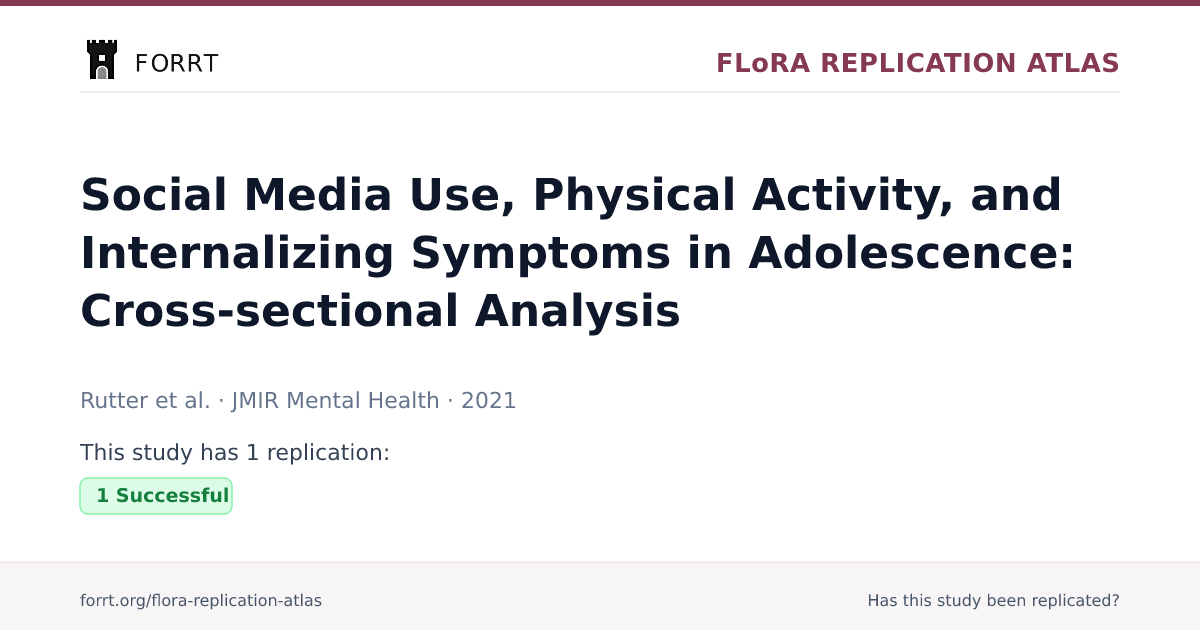 FORRT
FLoRA REPLICATION ATLAS
Social Media Use, Physical Activity, and
Internalizing Symptoms in Adolescence:
Cross-sectional Analysis
Rutter et al. · JMIR Mental Health · 2021
This study has 1 replication:
1 Successful
forrt.org/flora-replication-atlas
Has this study been replicated?